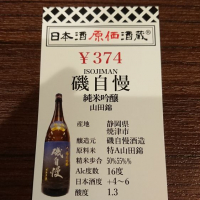 日本酒原価酒蔵®
¥374
ISOJIMAN
磯自慢
純米吟醸
山田錦
産地 静岡県
焼津市
醸造元 磯自慢酒造
原料米 特A山田錦
精米歩合 50%55%%
Alc度数 16度
日本酒度 +4~6
酸度 1.3
磯自慢